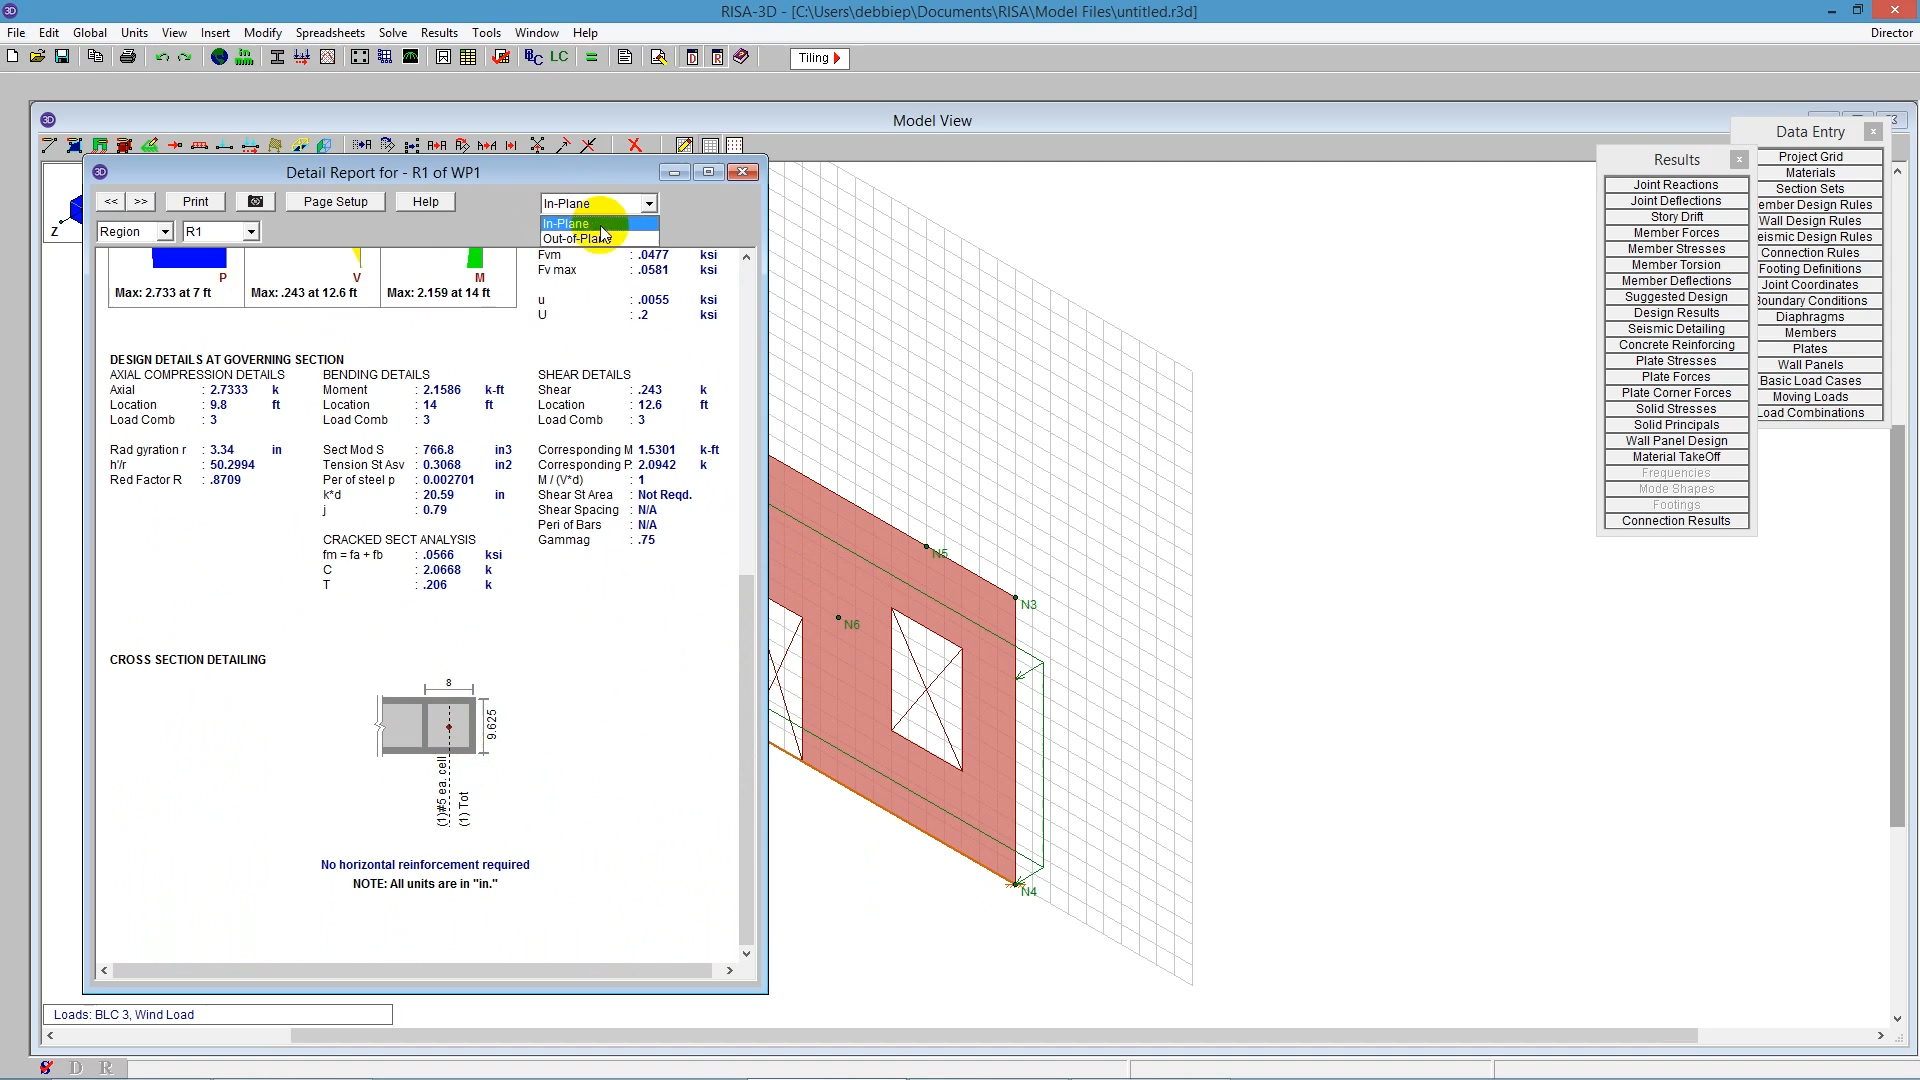 RISA-3D - [C:\Users\debbiep\Documents\RISA\Model Files\untitled.r3d]
File Edit Global Units View Insert Modify Spreadsheets Solve Results Tools Window Help Director
LC Tiling
3D Model View
Data Entry
Project Grid
Materials
Section Sets
ember Design Rules
Wall Design Rules
eismic Design Rules
Connection Rules
Footing Definitions
Joint Coordinates
Boundary Conditions
Diaphragms
Members
Plates
Wall Panels
Basic Load Cases
Moving Loads
Load Combinations
Results
Joint Reactions
Joint Deflections
Story Drift
Member Forces
Member Stresses
Member Torsion
Member Deflections
Suggested Design
Design Results
Seismic Detailing
Concrete Reinforcing
Plate Stresses
Plate Forces
Plate Corner Forces
Solid Stresses
Solid Principals
Wall Panel Design
Material TakeOff
Frequencies
Mode Shapes
Footings
Connection Results
3D Detail Report for - R1 of WP1
<< >> Print Page Setup Help In-Plane
In-Plane
Out-of-Plane
Region R1
Z
P V M
Max: 2.733 at 7 ft Max: .243 at 12.6 ft Max: 2.159 at 14 ft
Fvm : .0477 ksi
Fv max : .0581 ksi
u : .0055 ksi
U : .2 ksi
DESIGN DETAILS AT GOVERNING SECTION
AXIAL COMPRESSION DETAILS
Axial : 2.7333 k
Location : 9.8 ft
Load Comb : 3
Rad gyration r : 3.34 in
h'/r : 50.2994
Red Factor R : .8709
BENDING DETAILS
Moment : 2.1586 k-ft
Location : 14 ft
Load Comb : 3
Sect Mod S : 766.8 in3
Tension St Asv : 0.3068 in2
Per of steel p : 0.002701
k*d : 20.59 in
j : 0.79
CRACKED SECT ANALYSIS
fm = fa + fb : .0566 ksi
C : 2.0668 k
T : .206 k
SHEAR DETAILS
Shear : .243 k
Location : 12.6 ft
Load Comb : 3
Corresponding M 1.5301 k-ft
Corresponding P: 2.0942 k
M / (V*d) : 1
Shear St Area : Not Reqd.
Shear Spacing : N/A
Peri of Bars : N/A
Gammag : .75
CROSS SECTION DETAILING
8
9.625
(1)#5 ea. cell
(1) Tot
No horizontal reinforcement required
NOTE: All units are in "in."
N5
N3
N6
N4
Loads: BLC 3, Wind Load
S D R